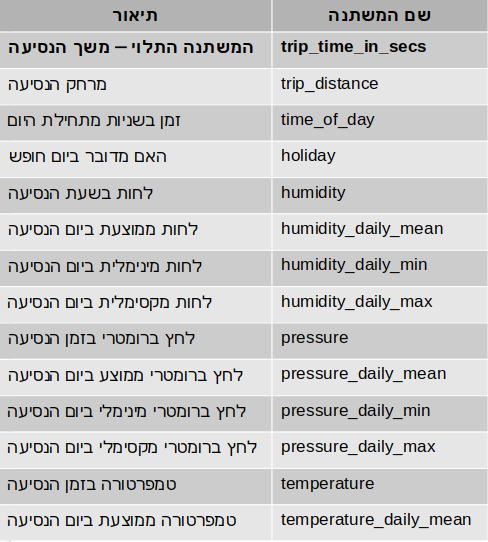 שם המשתנה תיאור
trip_time_in_secs המשתנה התלוי – משך הנסיעה
trip_distance מרחק הנסיעה
time_of_day זמן בשניות מתחילת היום
holiday האם מדובר ביום חופש
humidity לחות בשעת הנסיעה
humidity_daily_mean לחות ממוצעת ביום הנסיעה
humidity_daily_min לחות מינימלית ביום הנסיעה
humidity_daily_max לחות מקסימלית ביום הנסיעה
pressure לחץ ברומטרי בזמן הנסיעה
pressure_daily_mean לחץ ברומטרי ממוצע ביום הנסיעה
pressure_daily_min לחץ ברומטרי מינימלי ביום הנסיעה
pressure_daily_max לחץ ברומטרי מקסימלי ביום הנסיעה
temperature טמפרטורה בזמן הנסיעה
temperature_daily_mean טמפרטורה ממוצעת ביום הנסיעה